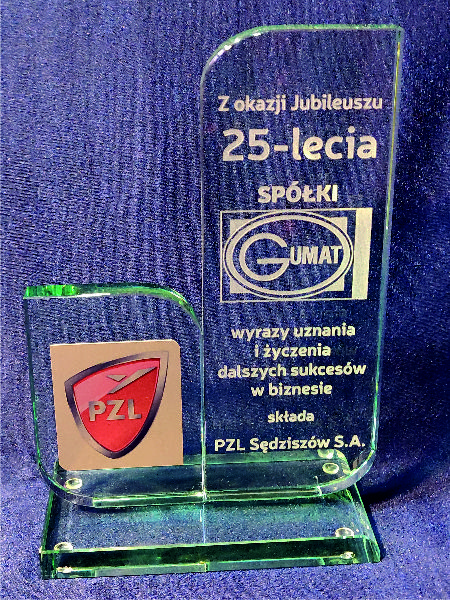 Z okazji Jubileuszu
25-lecia
SPÓŁKI
GUMAT
wyrazy uznania
i życzenia
dalszych sukcesów
w biznesie
składa
PZL Sędziszów S.A.
PZL